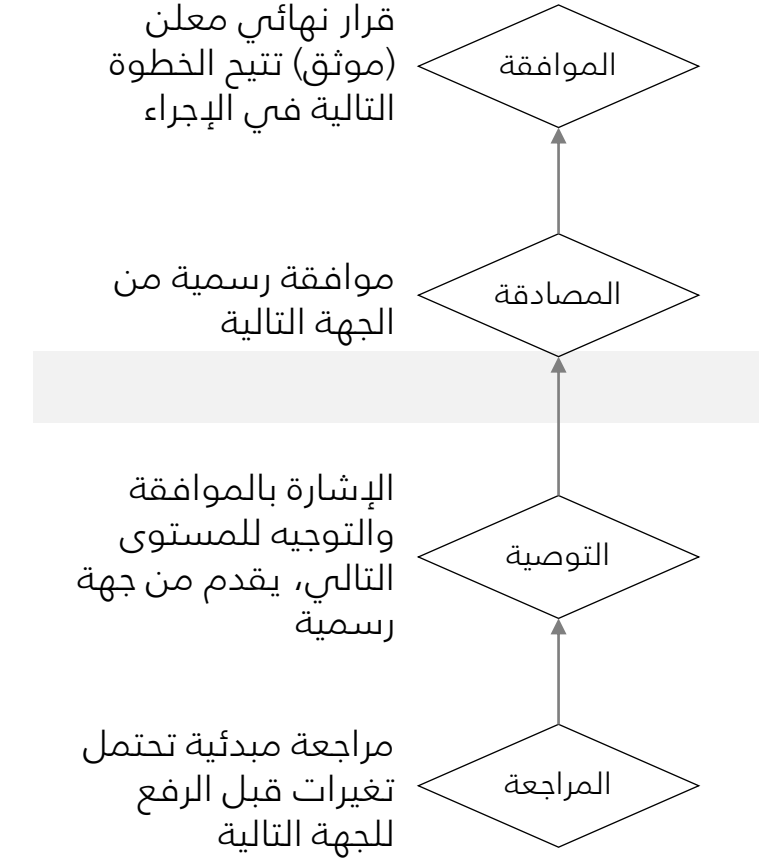 قرار نهائي معلن
(موثق) تتيح الخطوة
التالية في الإجراء
الموافقة
موافقة رسمية من
الجهة التالية
المصادقة
الإشارة بالموافقة
والتوجيه للمستوى
التالي، يقدم من جهة
رسمية
التوصية
مراجعة مبدئية تحتمل
تغيرات قبل الرفع
للجهة التالية
المراجعة